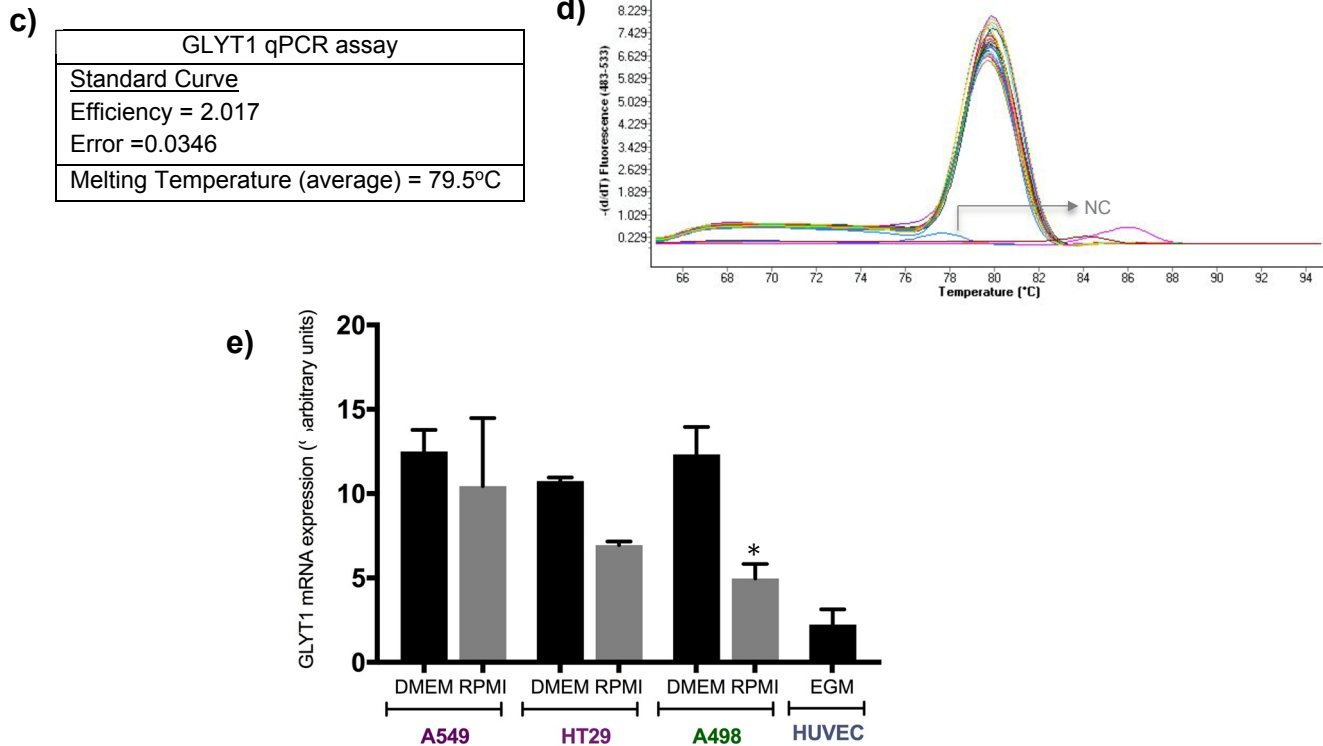 c)
GLYT1 qPCR assay
Standard Curve
Efficiency = 2.017
Error =0.0346
Melting Temperature (average) = 79.5ºC
d)
-(d/dT) Fluorescence (483-533)
8.229
7.429
6.629
5.829
5.029
4.229
3.429
2.629
1.829
1.029
0.229
NC
66 68 70 72 74 76 78 80 82 84 86 88 90 92 94
Temperature (°C)
e)
GLYT1 mRNA expression ( arbitrary units)
20
15
10
5
0
*
DMEM RPMI DMEM RPMI DMEM RPMI EGM
A549 HT29 A498 HUVEC